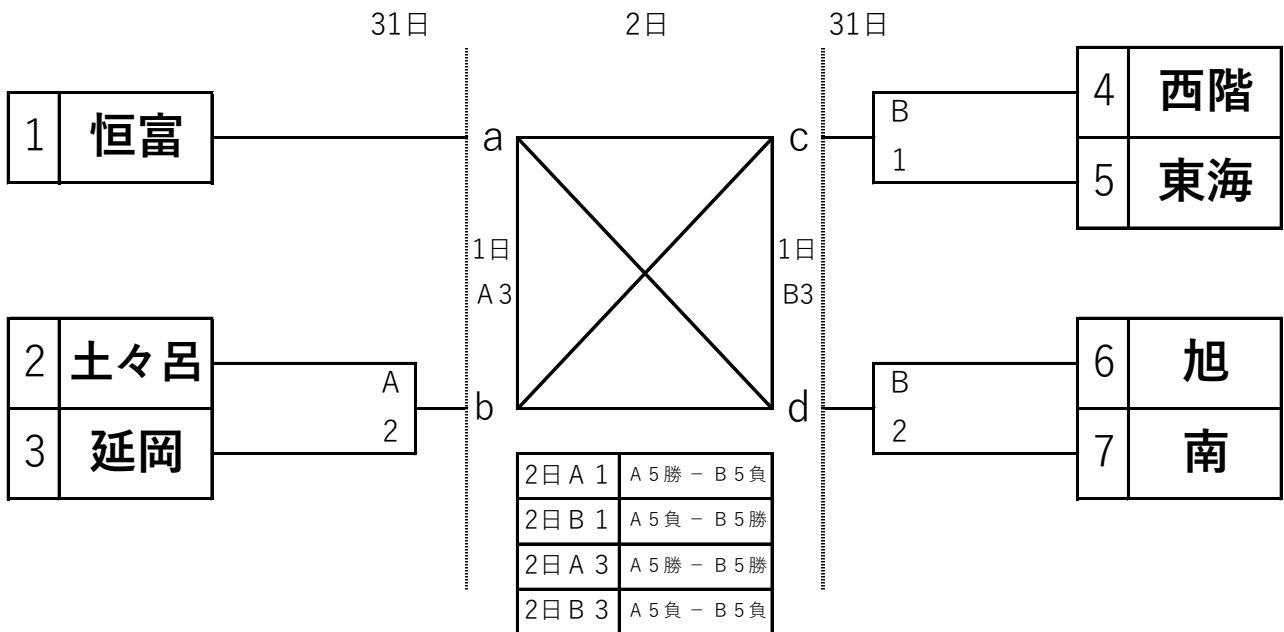 31日 2日 31日
1 恒富
a
c
B
1
4 西階
5 東海
1日
A3
1日
B3
2 土々呂
3 延岡
A
2
b
d
B
2
6 旭
7 南
2日A1 A5勝 − B5負
2日B1 A5負 − B5勝
2日A3 A5勝 − B5勝
2日B3 A5負 − B5負